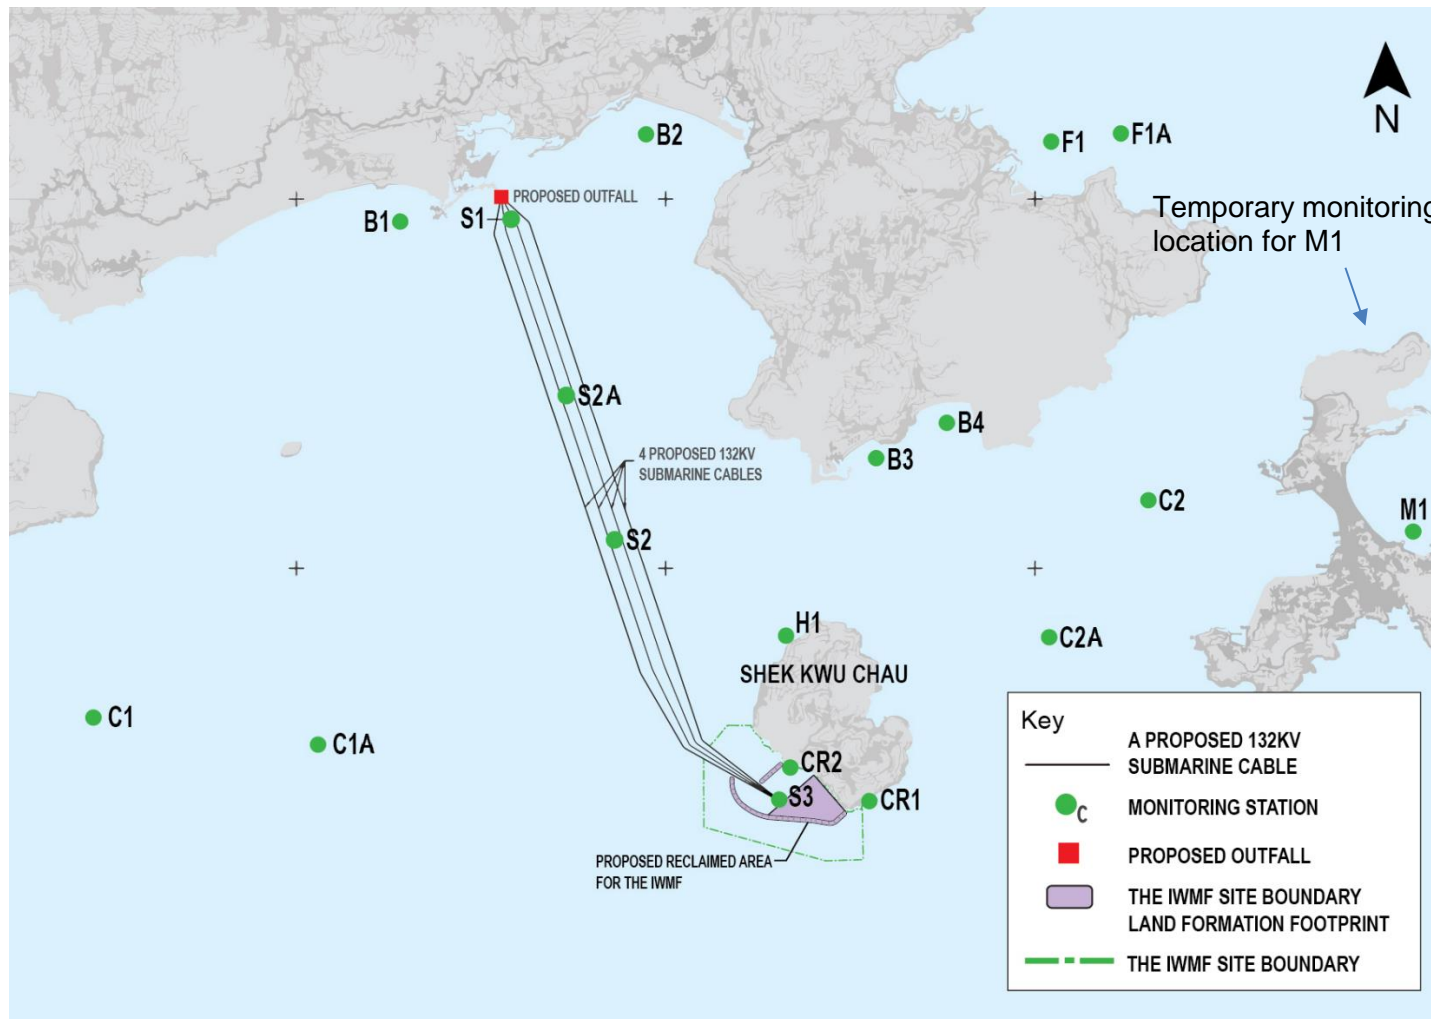 N
B2
F1
F1A
PROPOSED OUTFALL
B1
S1
Temporary monitoring
location for M1
S2A
B4
4 PROPOSED 132KV
SUBMARINE CABLES
B3
C2
M1
S2
H1
C2A
SHEK KWU CHAU
C1
C1A
CR2
S3
CR1
PROPOSED RECLAIMED AREA
FOR THE IWMF
Key
A PROPOSED 132KV
SUBMARINE CABLE
C
MONITORING STATION
PROPOSED OUTFALL
THE IWMF SITE BOUNDARY
LAND FORMATION FOOTPRINT
THE IWMF SITE BOUNDARY